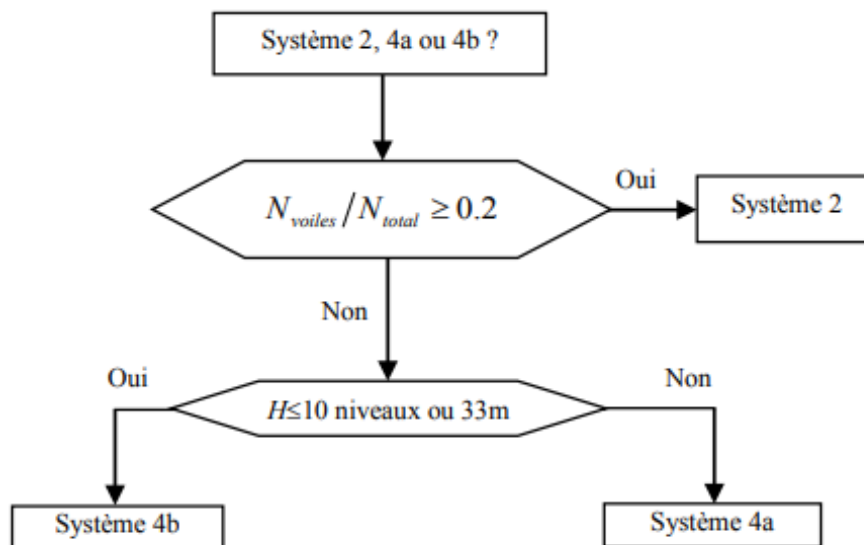 Système 2, 4a ou 4b ?
Oui
N_voiles / N_total ≥ 0.2
Système 2
Non
Oui
Non
H≤10 niveaux ou 33m
Système 4b
Système 4a